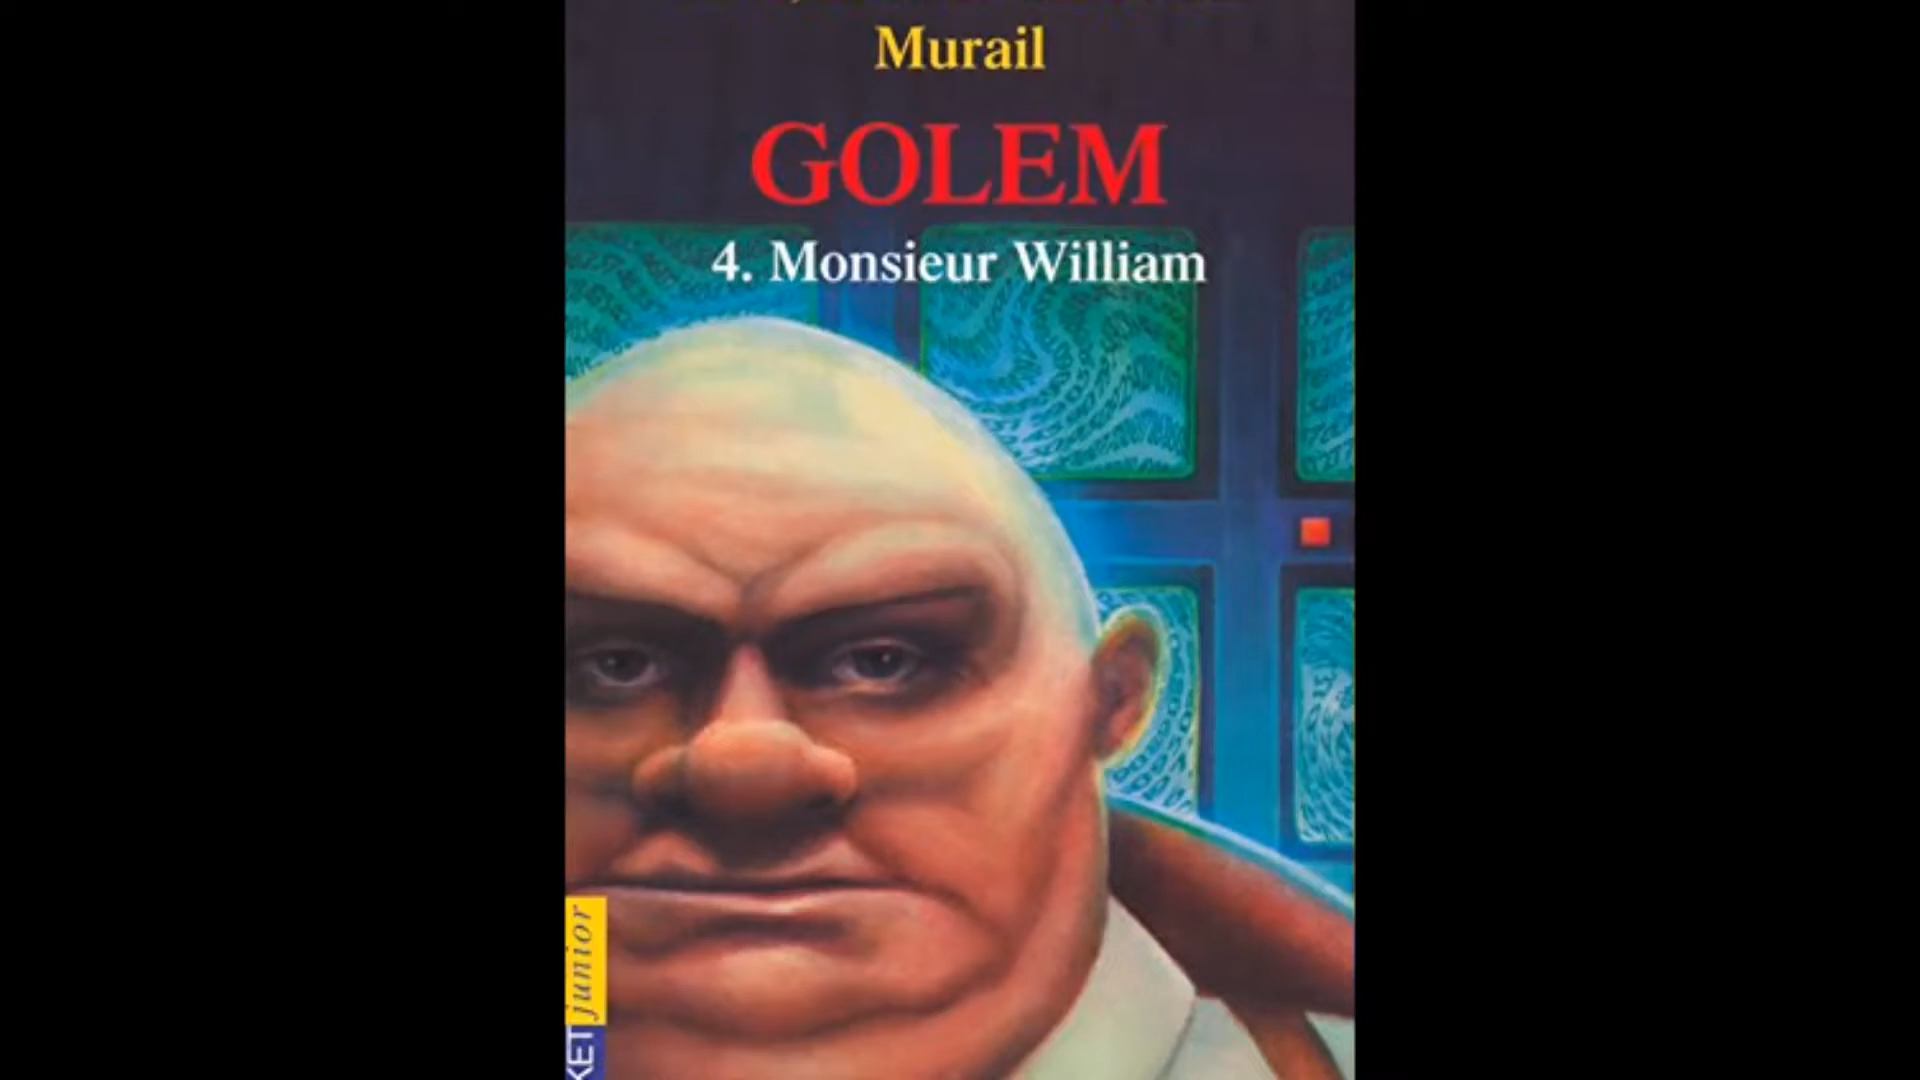 Murail
GOLEM
4. Monsieur William
junior
KET